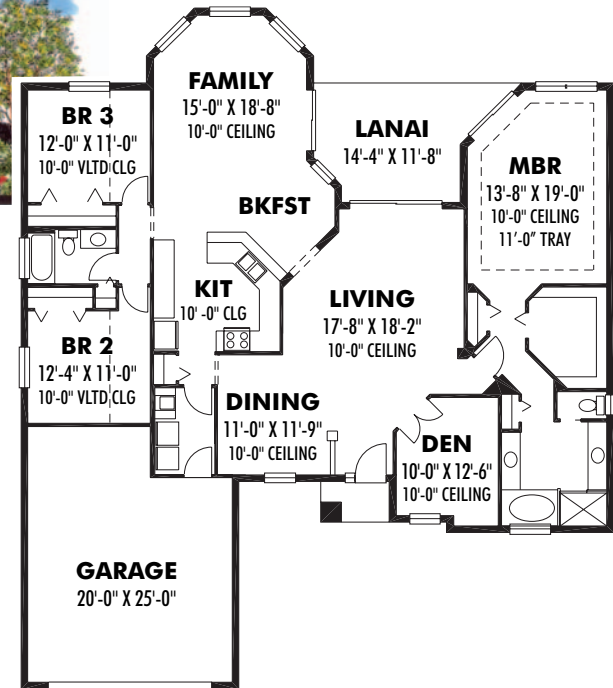 FAMILY
15'-0" X 18'-8"
10'-0" CEILING
BR 3
12'-0" X 11'-0"
10'-0" VLTD CLG
LANAI
14'-4" X 11'-8"
MBR
13'-8" X 19'-0"
10'-0" CEILING
11'-0" TRAY
BKFST
KIT
10' -0" CLG
LIVING
17'-8" X 18'-2"
10'-0" CEILING
BR 2
12'-4" X 11'-0"
10'-0" VLTD CLG
DINING
11'-0" X 11'-9"
10'-0" CEILING
DEN
10'-0" X 12'-6"
10'-0" CEILING
GARAGE
20'-0" X 25'-0"